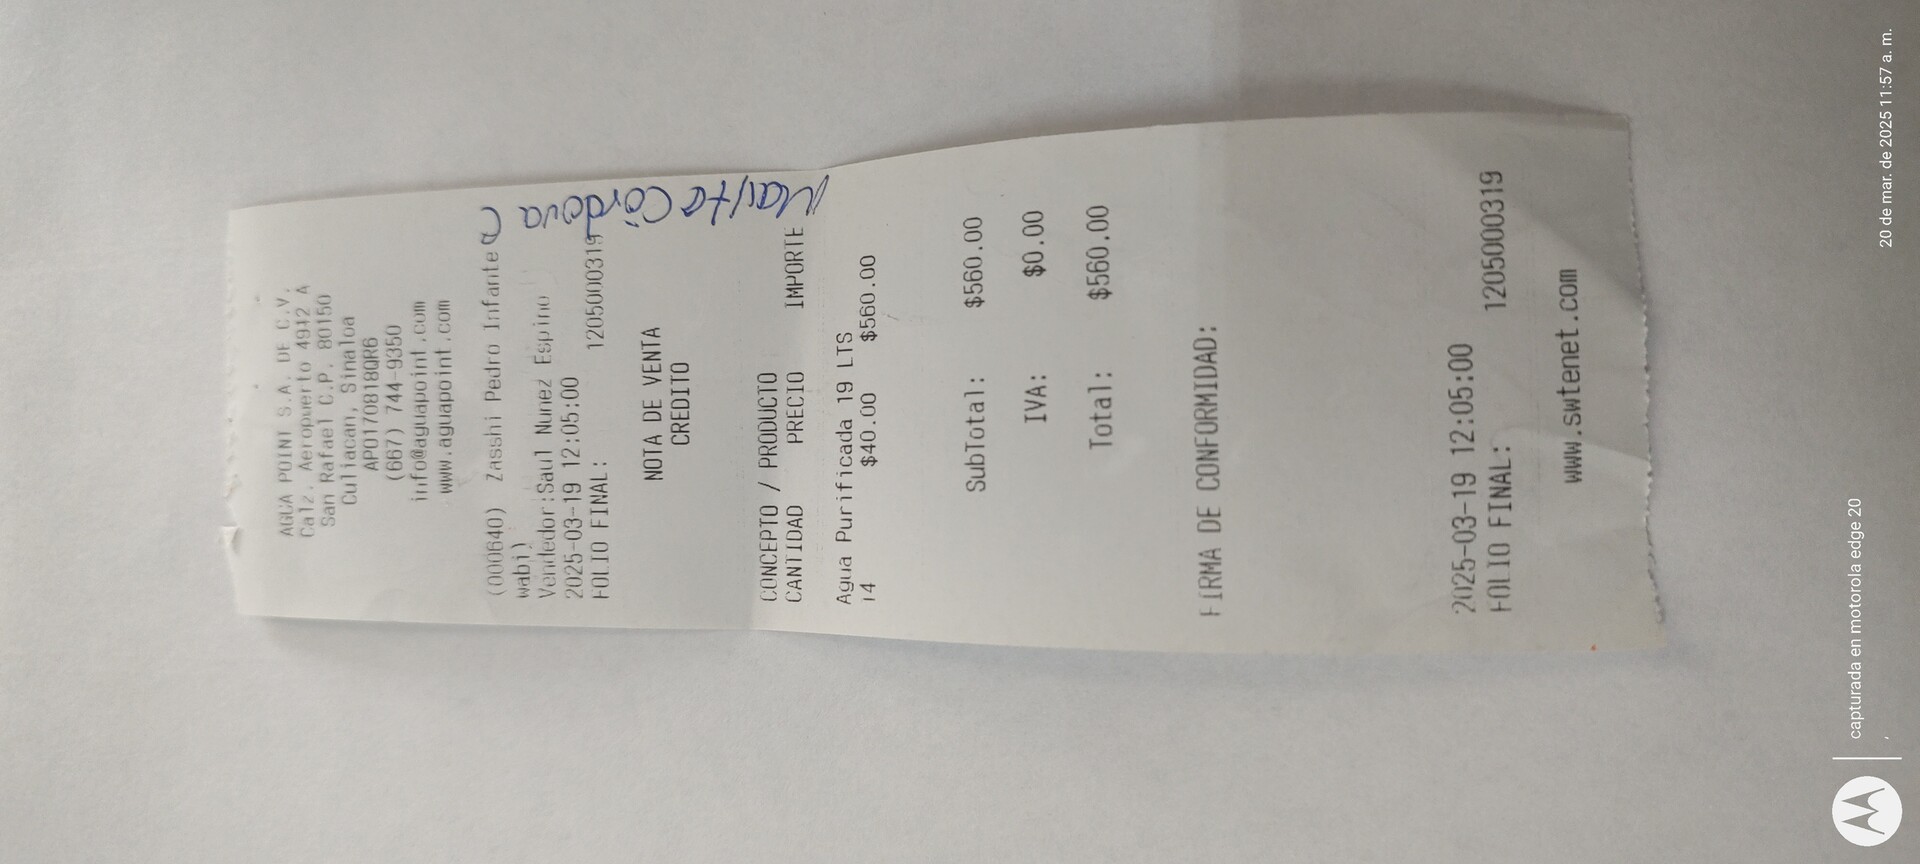 AGUA POINT S.A. DE C.V.
Calz. Aeropuerto 4912 A
San Rafael C.P. 80150
Culiacan, Sinaloa
APO170818QR6
(667) 744-9350
info@aguapoint.com
www.aguapoint.com
(000640) Zasshi Pedro Infante (
wabi)
Vendedor:Saul Nunez Espino
2025-03-19 12:05:00
FOLIO FINAL: 1205000319
Córdova
NOTA DE VENTA
CREDITO
CONCEPTO / PRODUCTO
CANTIDAD PRECIO IMPORTE
Agua Purificada 19 LTS
14 $40.00 $560.00
SubTotal: $560.00
IVA: $0.00
Total: $560.00
FIRMA DE CONFORMIDAD:
2025-03-19 12:05:00
FOLIO FINAL: 1205000319
www.swtenet.com
capturada en motorola edge 20
20 de mar. de 2025 11:57 a. m.